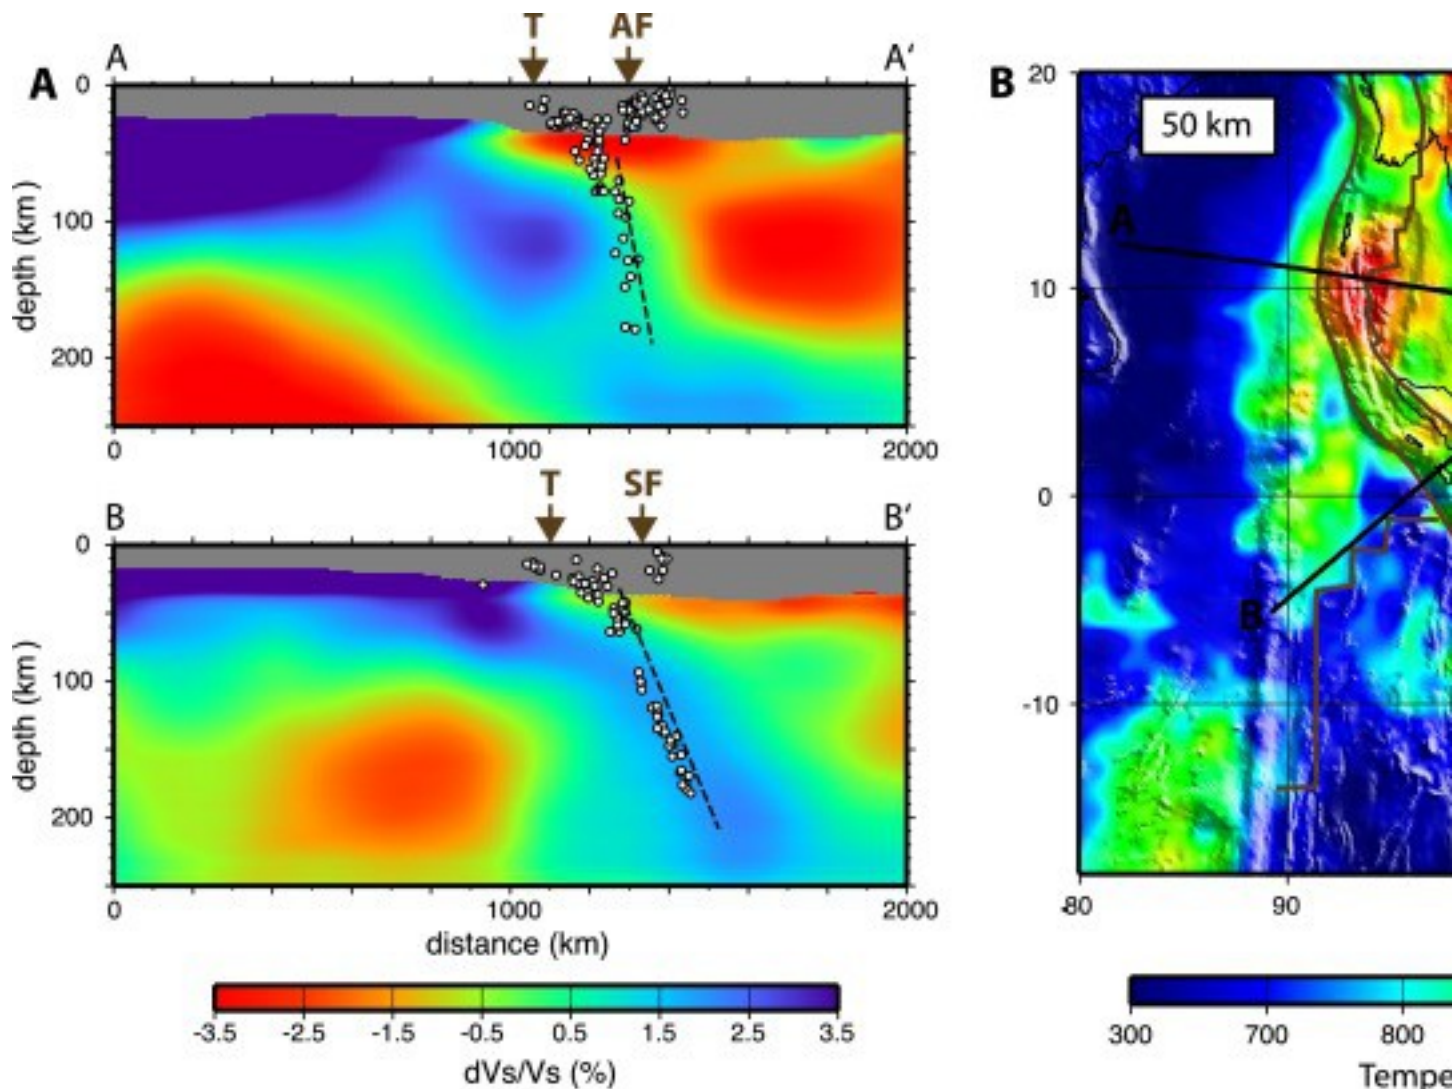 T AF
A A A'
0
100
200
depth (km)
0 1000 2000
T SF
B B'
0
100
200
depth (km)
0 1000 2000
distance (km)
-3.5 -2.5 -1.5 -0.5 0.5 1.5 2.5 3.5
dVs/Vs (%)
B
20
50 km
A
10
0
B
-10
80 90
300 700 800
Tempe